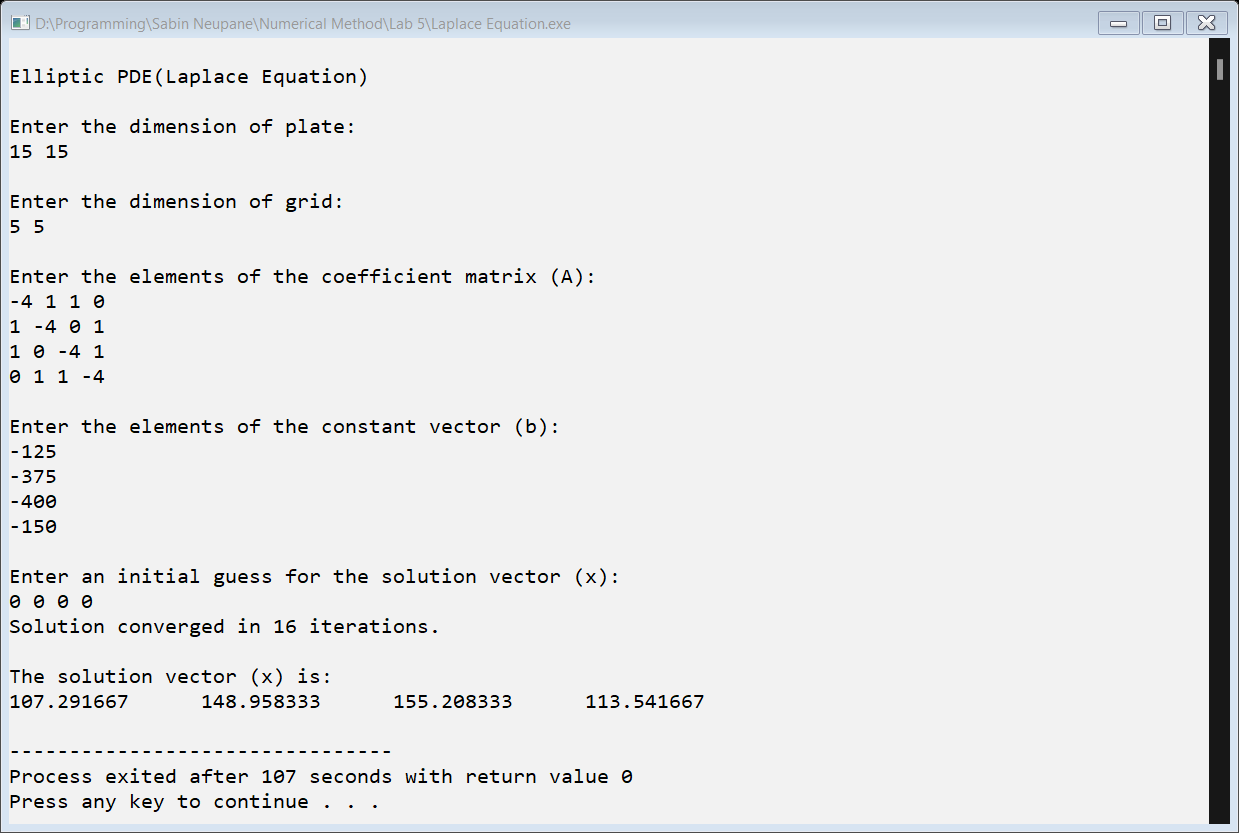 D:\Programming\Sabin Neupane\Numerical Method\Lab 5\Laplace Equation.exe
Elliptic PDE(Laplace Equation)
Enter the dimension of plate:
15 15
Enter the dimension of grid:
5 5
Enter the elements of the coefficient matrix (A):
-4 1 1 0
1 -4 0 1
1 0 -4 1
0 1 1 -4
Enter the elements of the constant vector (b):
-125
-375
-400
-150
Enter an initial guess for the solution vector (x):
0 0 0 0
Solution converged in 16 iterations.
The solution vector (x) is:
107.291667      148.958333      155.208333      113.541667
--------------------------------
Process exited after 107 seconds with return value 0
Press any key to continue . . .